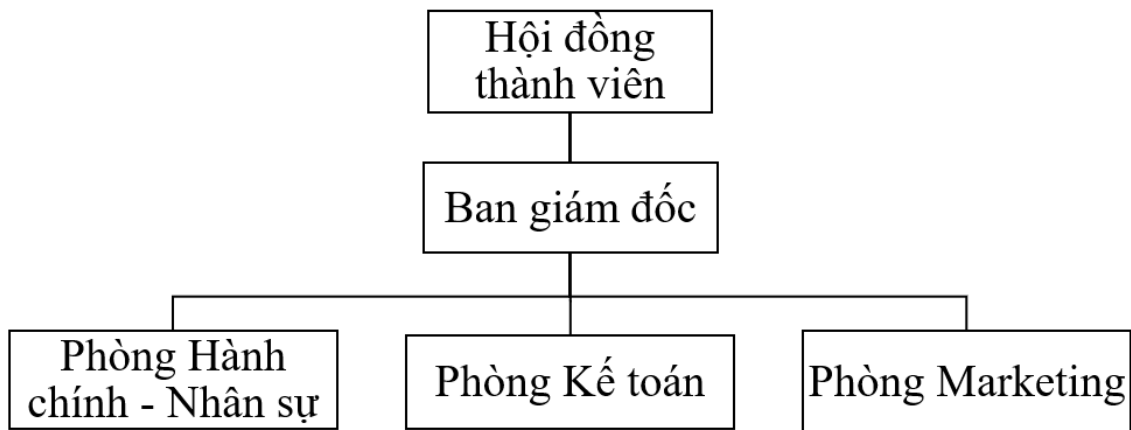 Hội đồng
thành viên
Ban giám đốc
Phòng Hành
chính - Nhân sự
Phòng Kế toán
Phòng Marketing